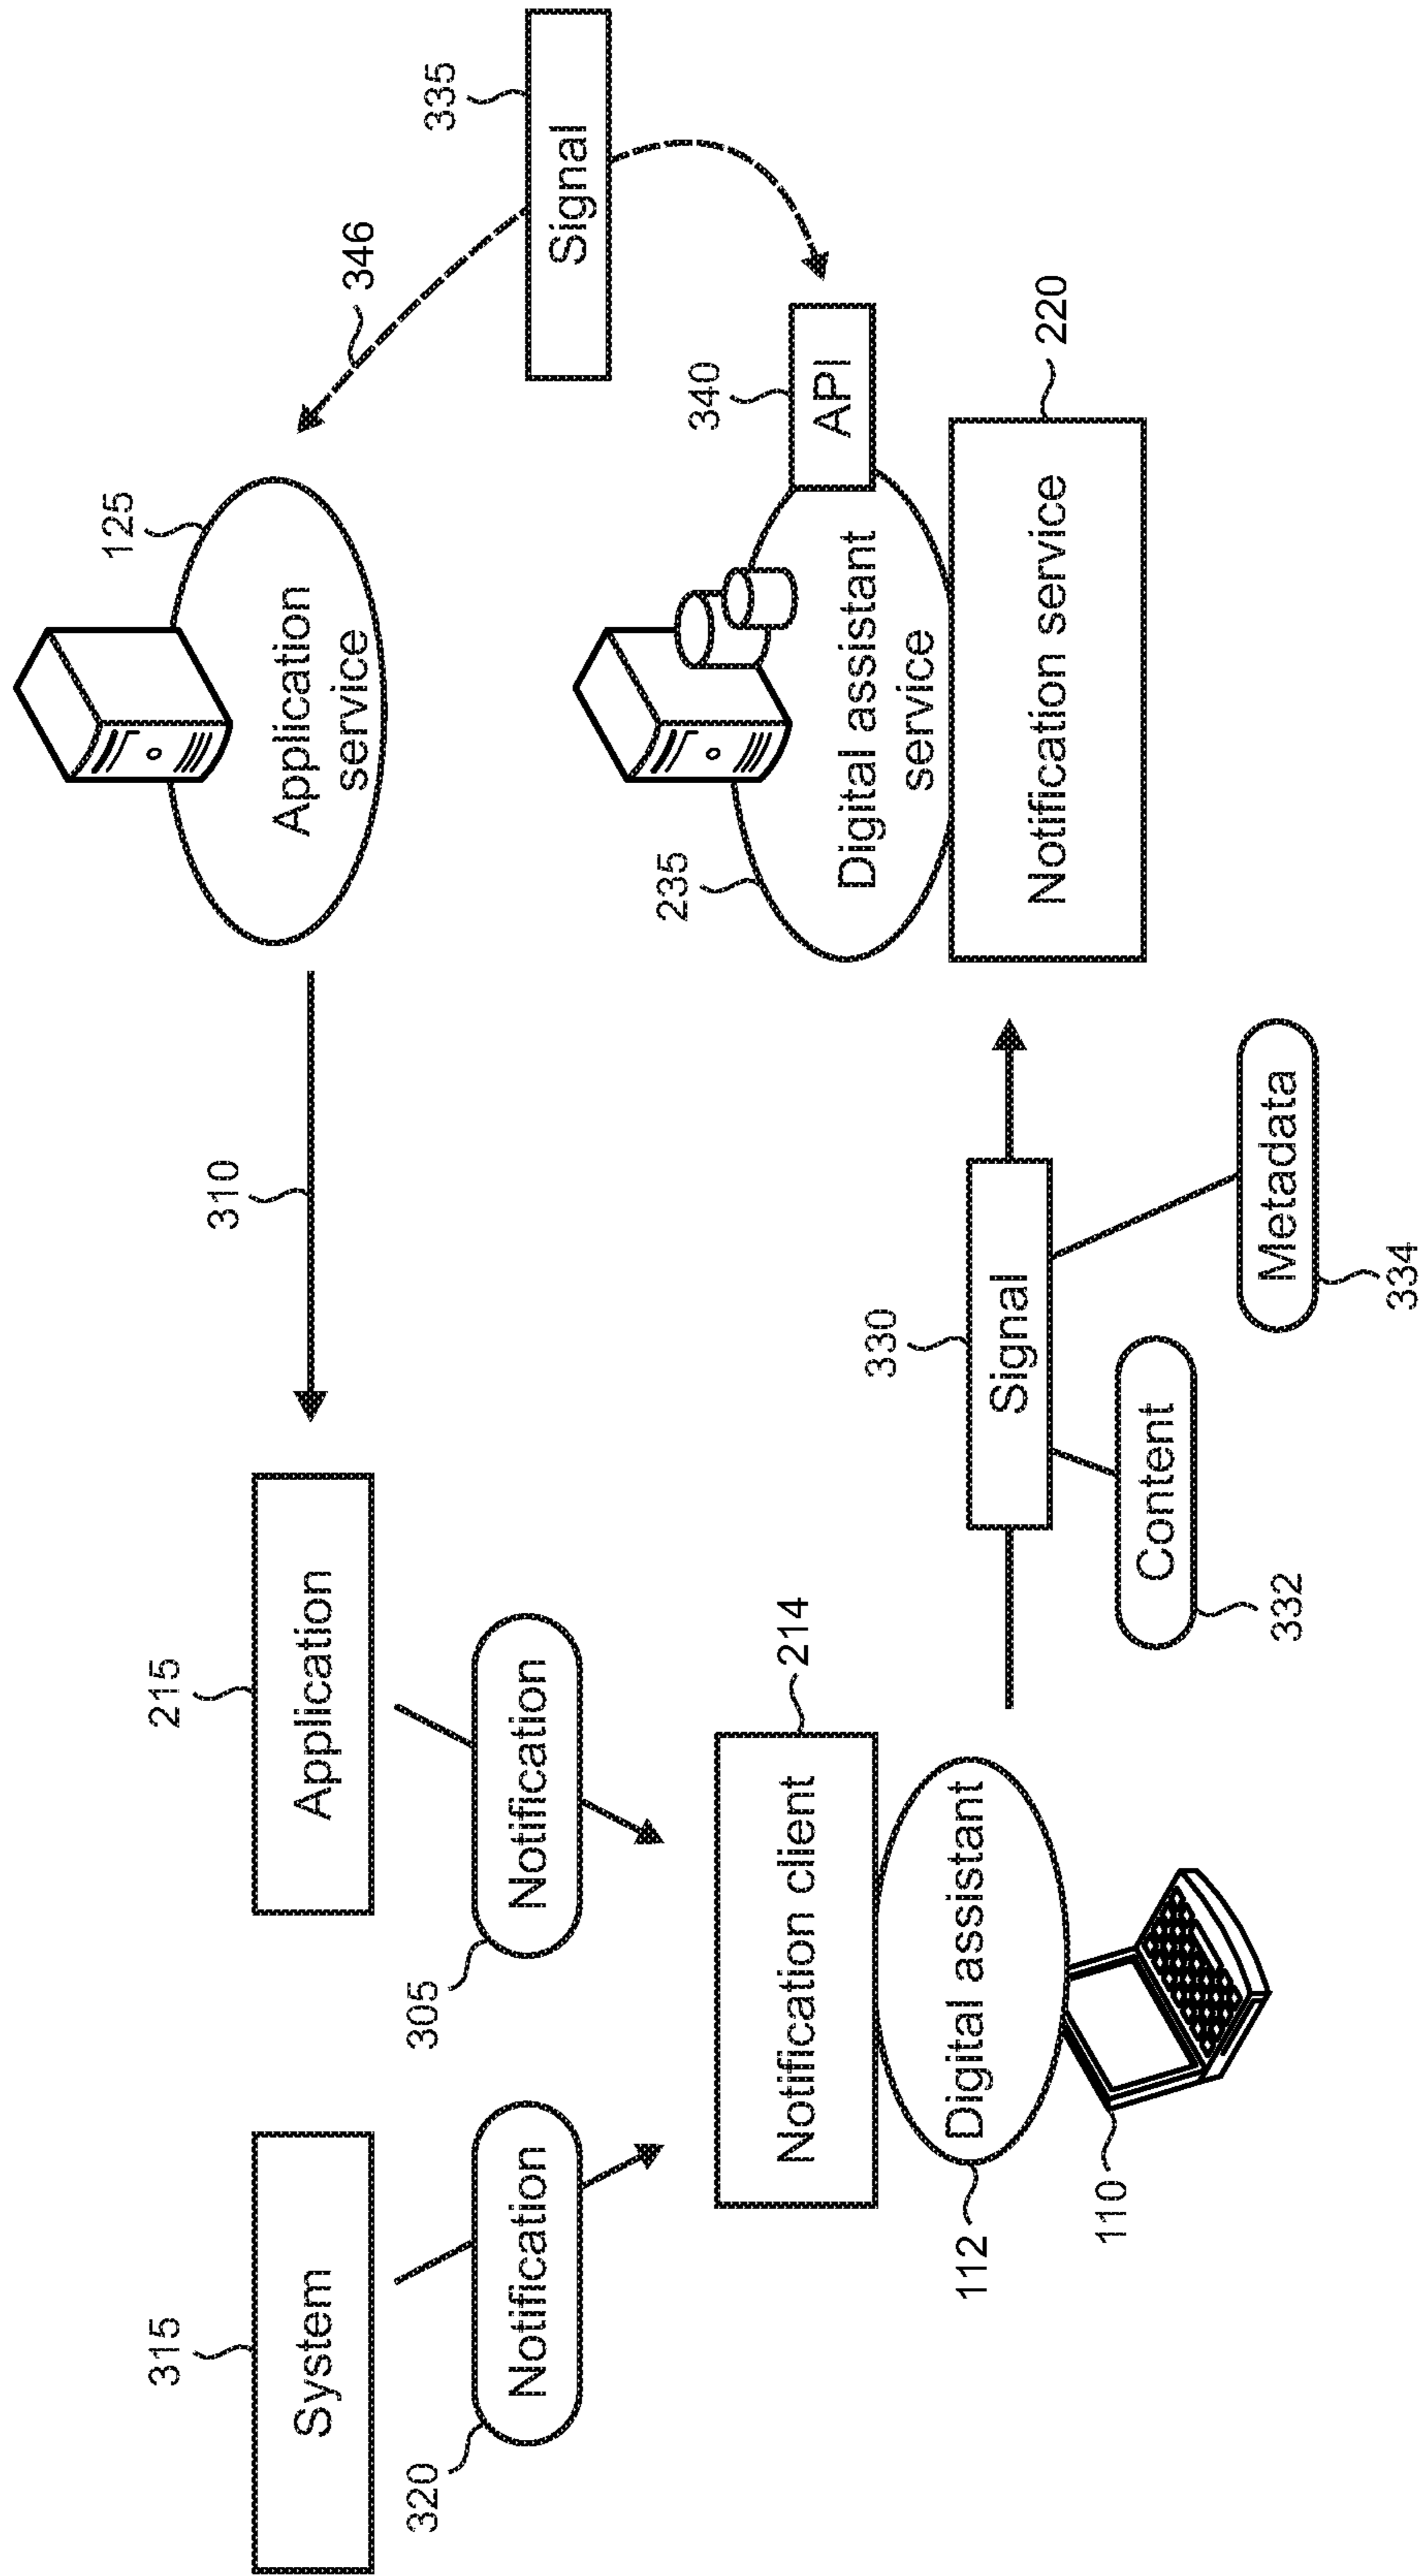 315
System
320
Notification
215
Application
305
Notification
310
125
Application
service
346
335
Signal
214
Notification client
Digital assistant
112
110
330
Signal
Content
332
Metadata
334
235
Digital assistant
service
340
API
Notification service
220